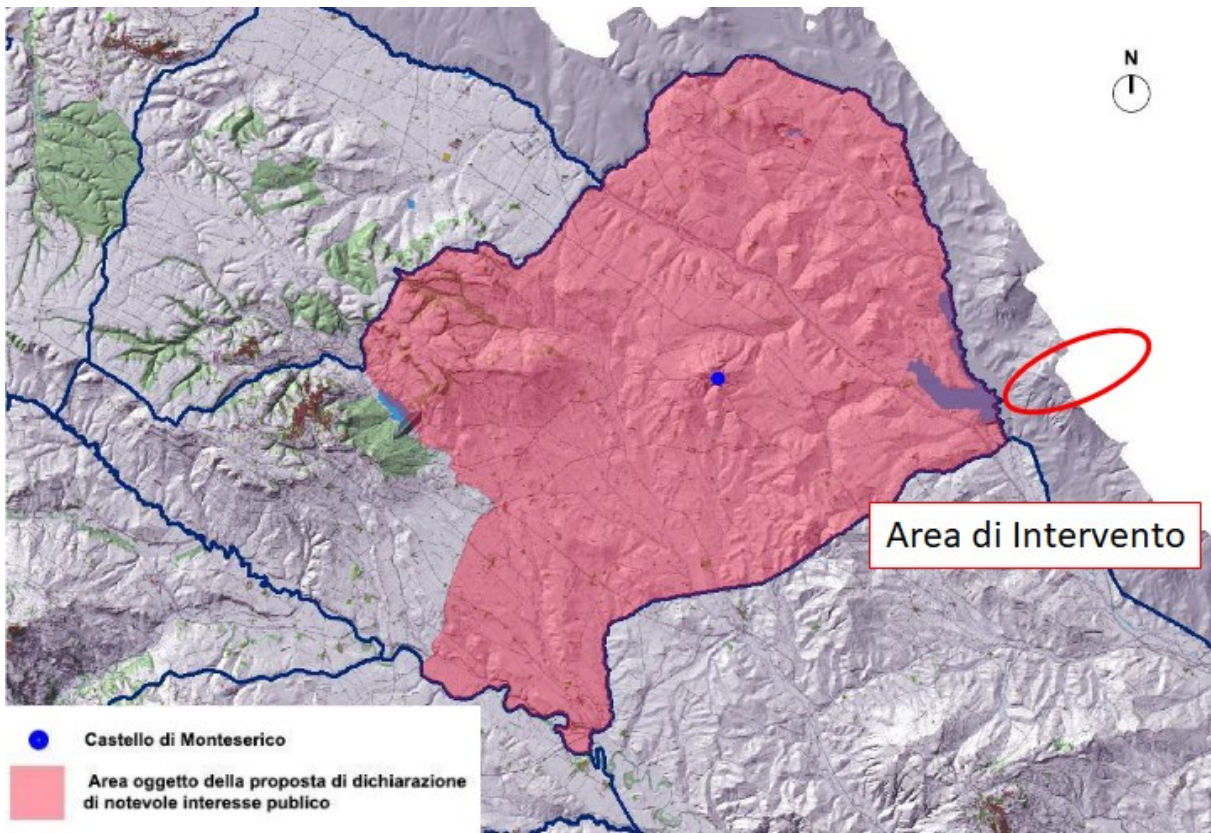 N
Area di Intervento
Castello di Monteserico
Area oggetto della proposta di dichiarazione
di notevole interesse publico